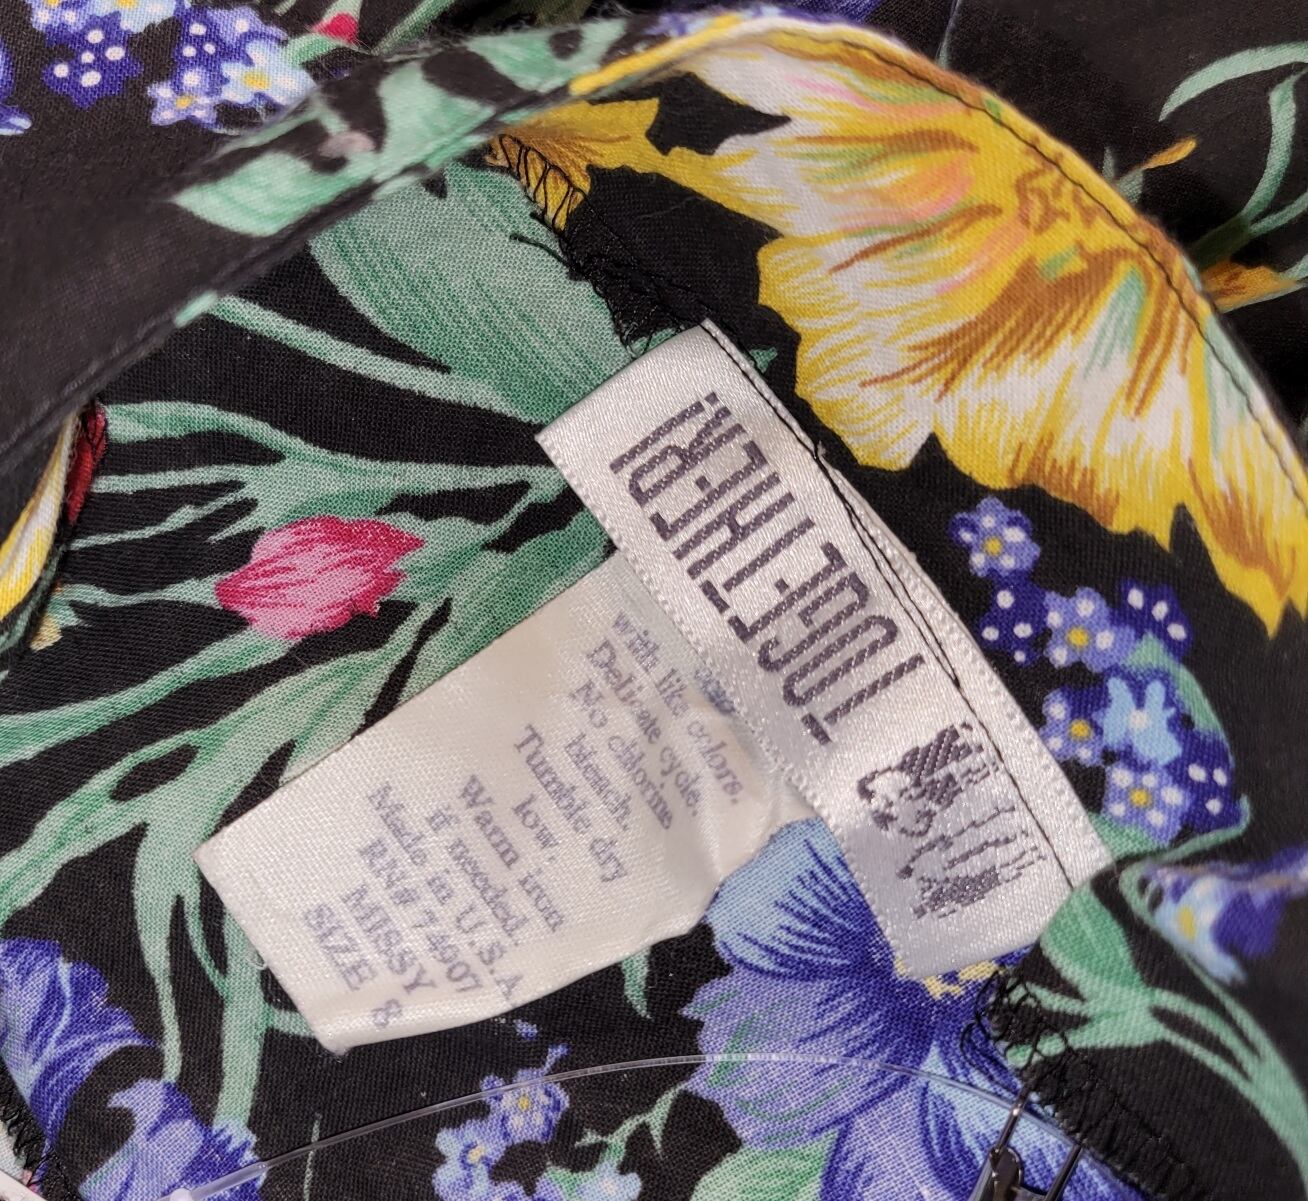 TOGETHER!
with like colors.
Delicate cycle.
No chlorine
bleach.
Tumble dry
low.
Warm iron
if needed.
Made in U.S.A
RN# 74907
MISSY
SIZE 8